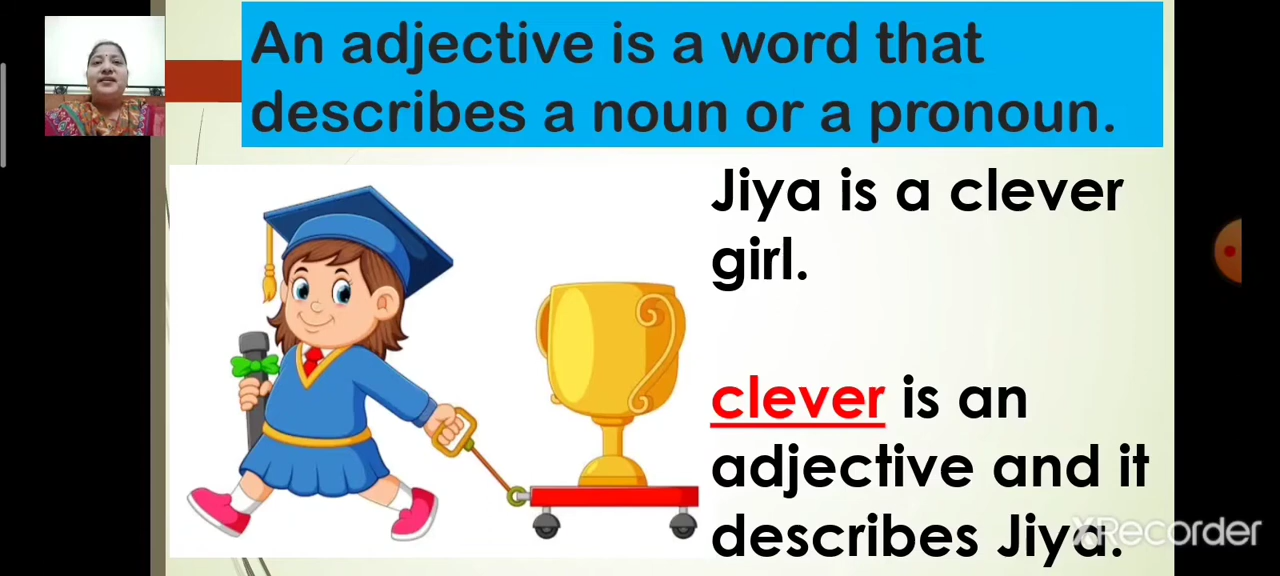 An adjective is a word that
describes a noun or a pronoun.
Jiya is a clever
girl.
clever is an
adjective and it
describes Jiya.
XRecorder